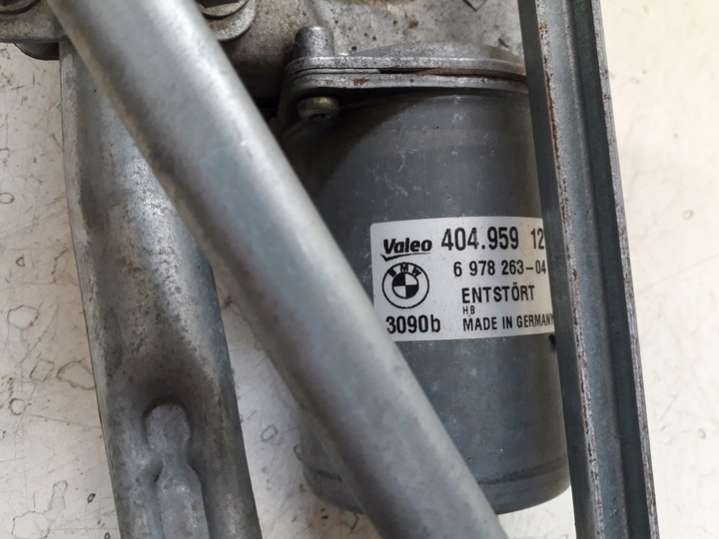 Valeo 404.959 12
BMW 6 978 263-04
ENTSTÖRT
HB
3090b MADE IN GERMANY